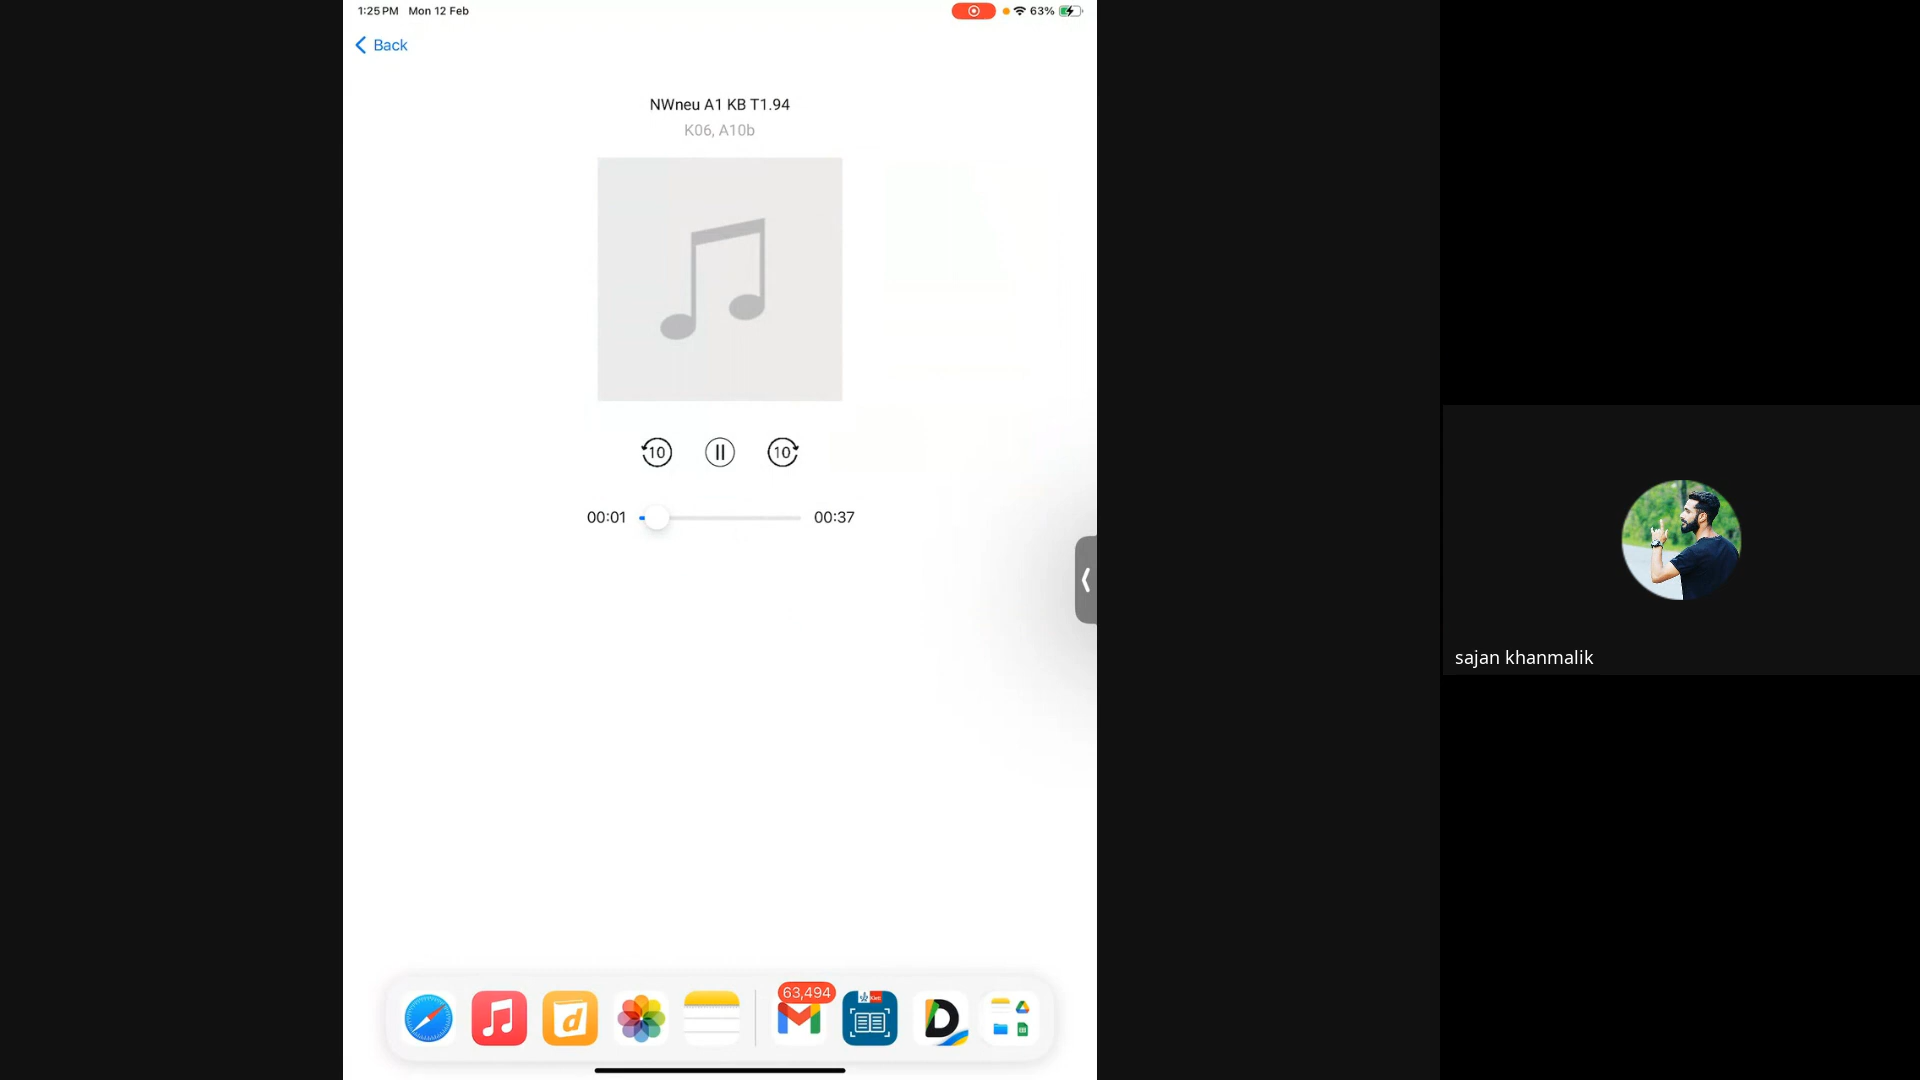 1:25 PM Mon 12 Feb
63%
Back
NWneu A1 KB T1.94
K06, A10b
10
10
00:01
00:37
sajan khanmalik
63,494
Klett
d
D